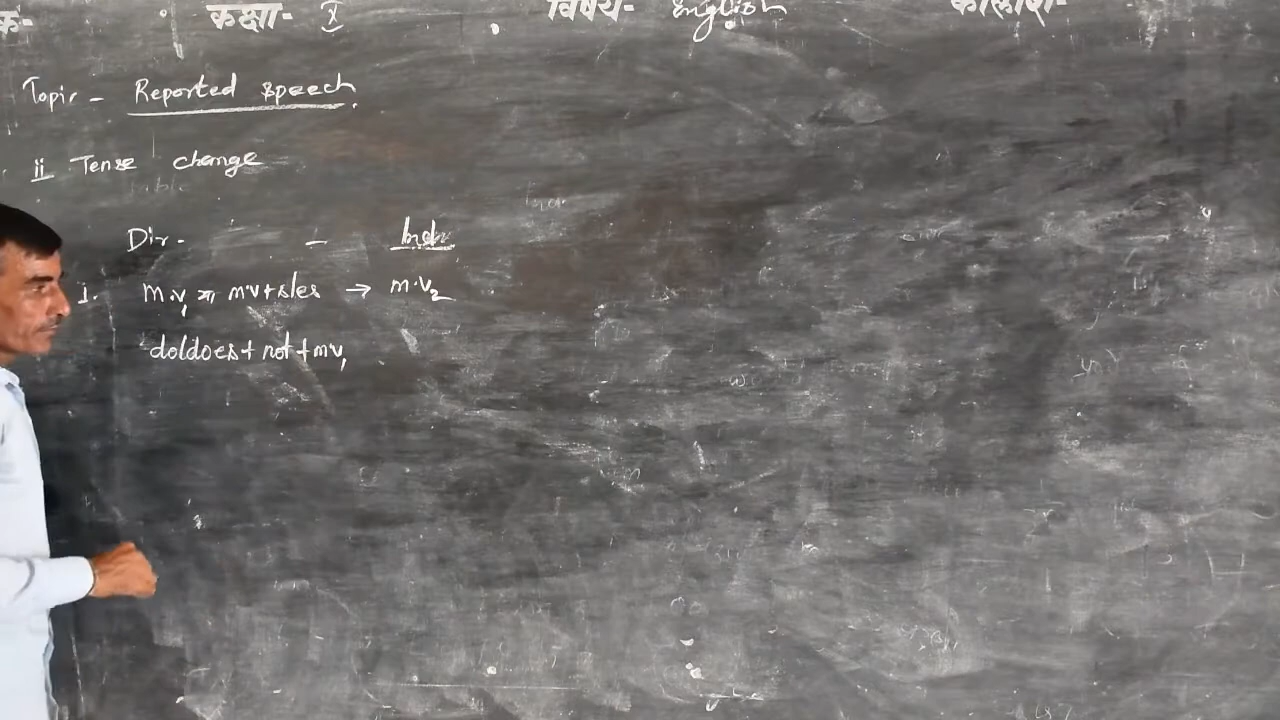 कक्षा- X विषय- English कालांश-
Topic - Reported speech.
ii Tense change
Dir. - Ind.
1. m.v₁ या m.v+s/es → m.v₂
do/does + not + m.v₁